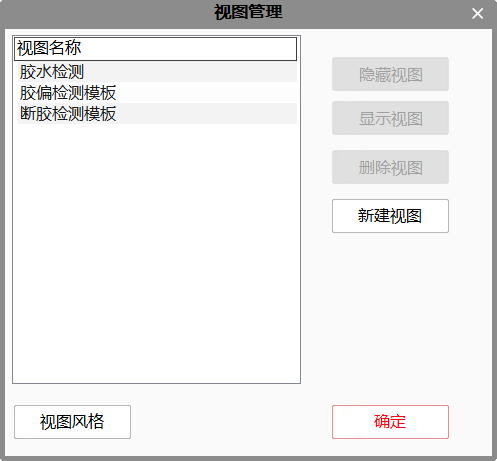 视图管理
视图名称
胶水检测
胶偏检测模板
断胶检测模板
隐藏视图
显示视图
删除视图
新建视图
视图风格
确定